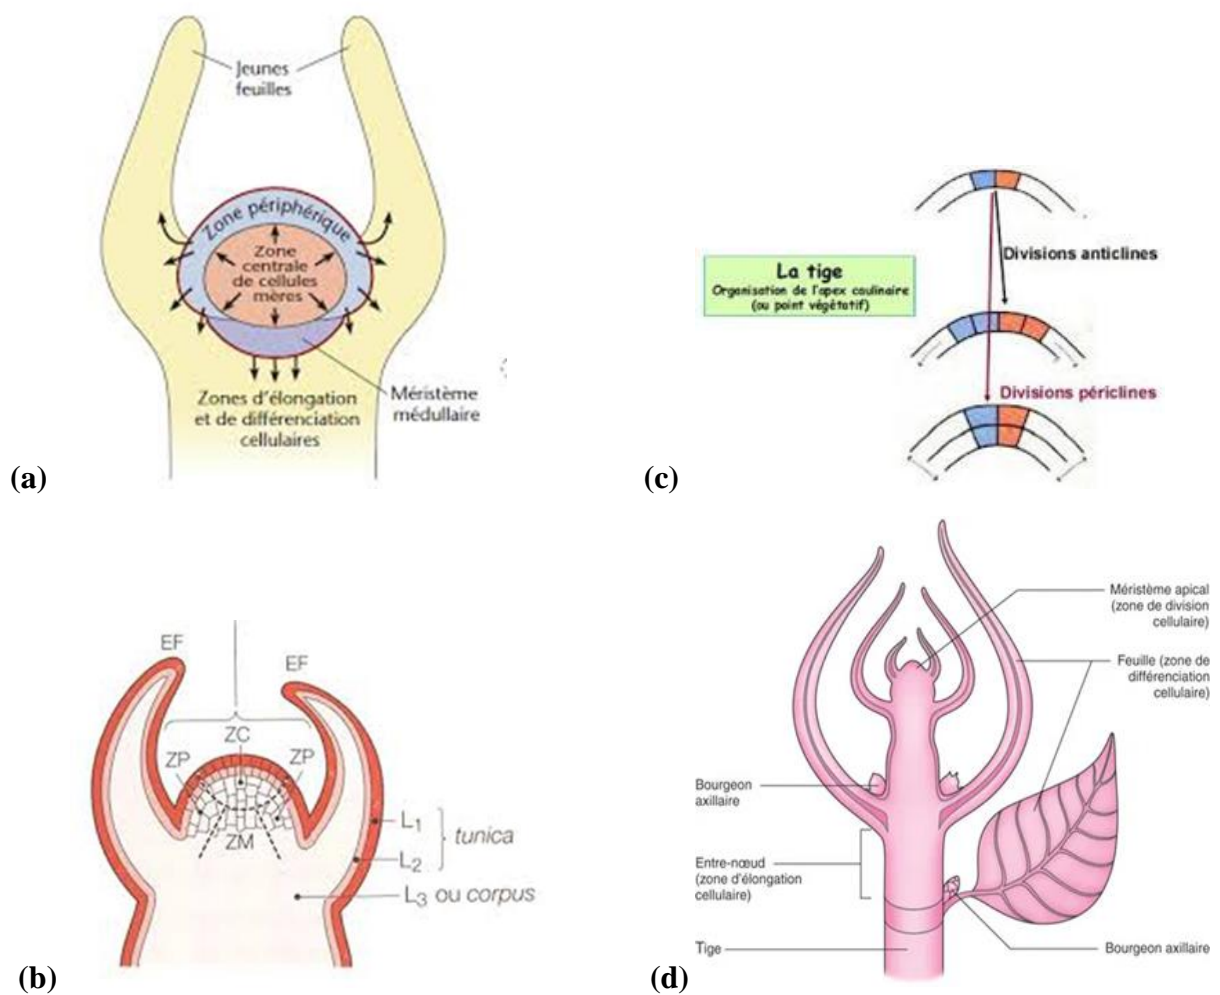 Jeunes
feuilles
Zone périphérique
Zone
centrale
de cellules
mères
Zones d'élongation
et de différenciation
cellulaires
Méristème
médullaire
(a)
La tige
Organisation de l'apex caulinaire
(ou point végétatif)
Divisions anticlines
Divisions périclines
(c)
EF
EF
ZC
ZP
ZP
ZM
L1
L2
tunica
L3 ou corpus
(b)
Méristème apical
(zone de division
cellulaire)
Feuille (zone de
différenciation
cellulaire)
Bourgeon
axillaire
Entre-nœud
(zone d'élongation
cellulaire)
Tige
Bourgeon axillaire
(d)